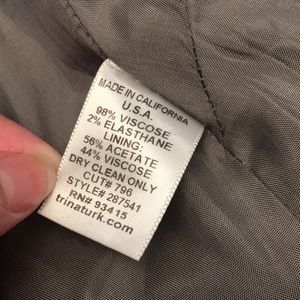 MADE IN CALIFORNIA
U.S.A.
98% VISCOSE
2% ELASTHANE
LINING:
56% ACETATE
44% VISCOSE
DRY CLEAN ONLY
CUT# 796
STYLE# 287541
RN# 93415
trinaturk.com